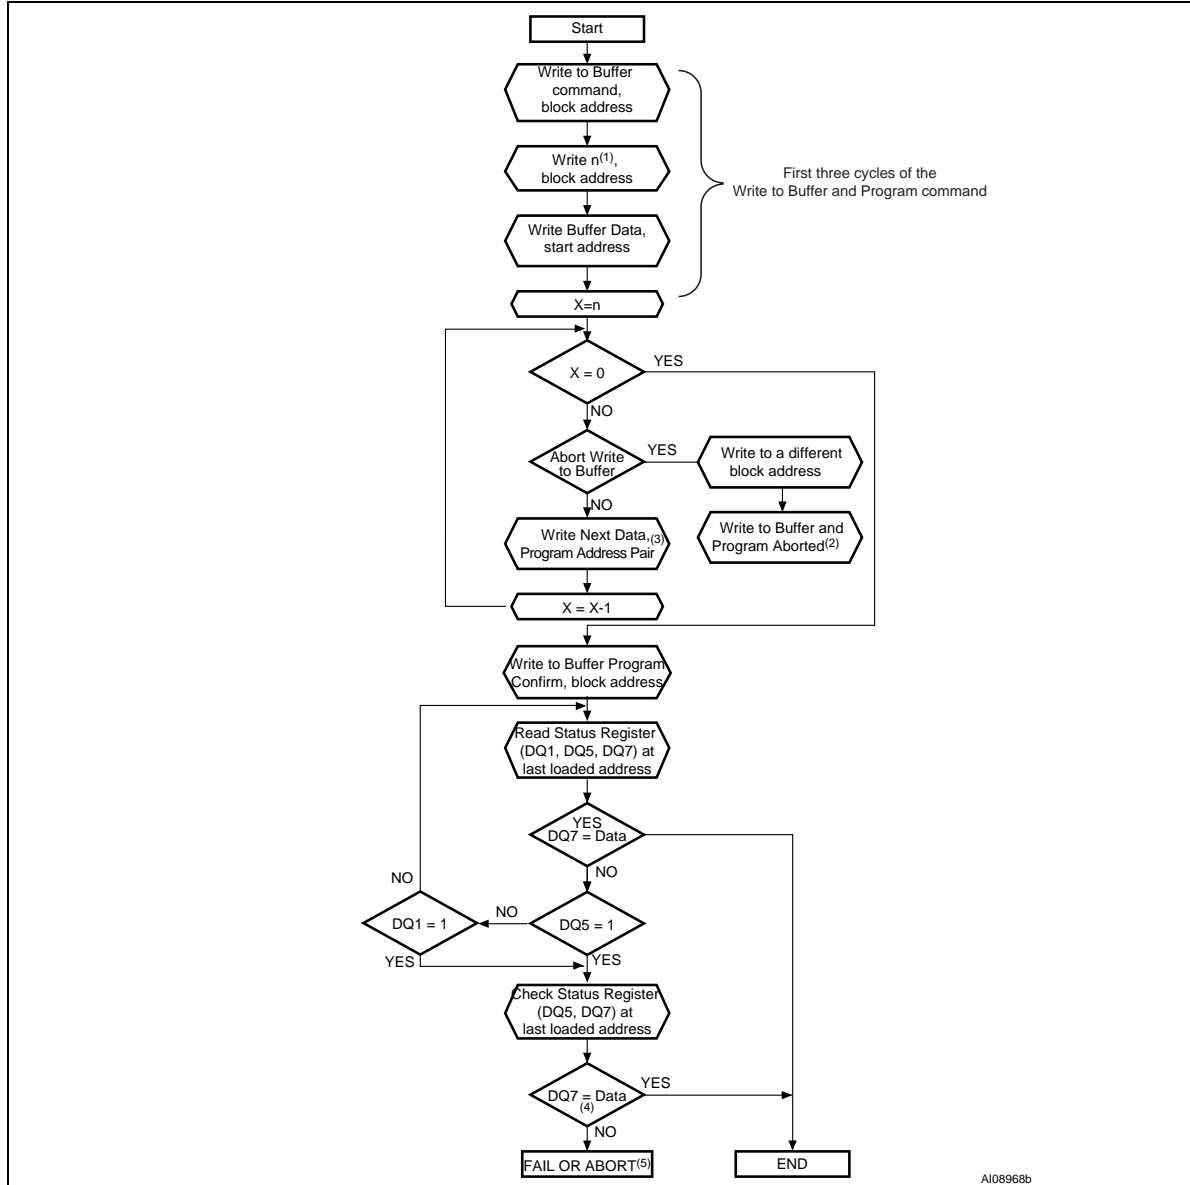 Start
Write to Buffer
command,
block address
Write n(1),
block address
First three cycles of the
Write to Buffer and Program command
Write Buffer Data,
start address
X=n
X = 0
YES
NO
Abort Write
to Buffer
YES
Write to a different
block address
NO
Write Next Data,(3)
Program Address Pair
Write to Buffer and
Program Aborted(2)
X = X-1
Write to Buffer Program
Confirm, block address
Read Status Register
(DQ1, DQ5, DQ7) at
last loaded address
YES
DQ7 = Data
NO
NO
DQ1 = 1
NO
DQ5 = 1
YES
YES
Check Status Register
(DQ5, DQ7) at
last loaded address
DQ7 = Data
(4)
YES
NO
FAIL OR ABORT(5)
END
AI08968b